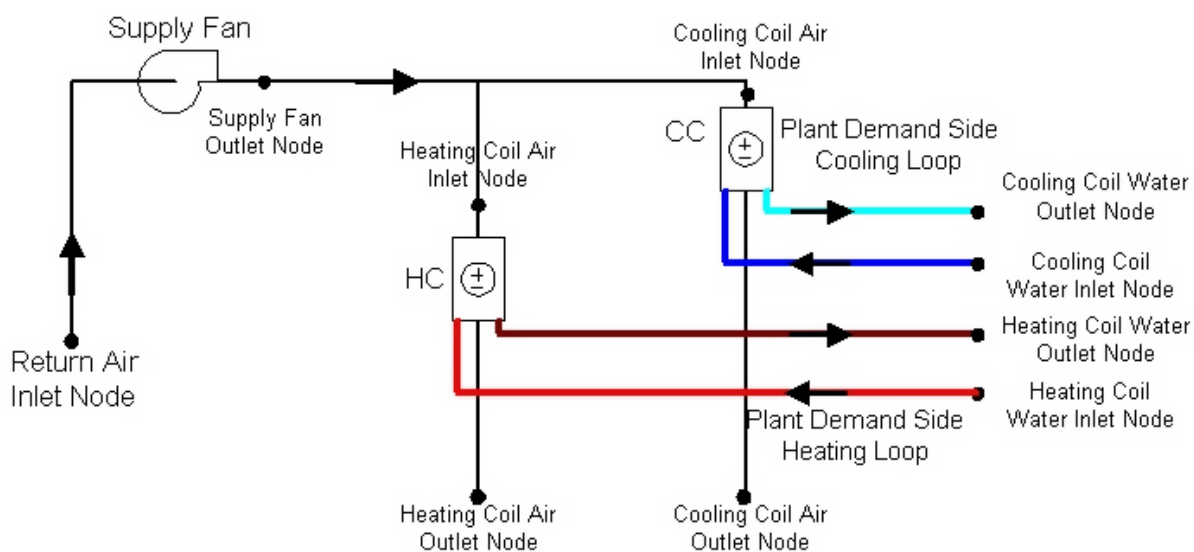 Supply Fan
Cooling Coil Air
Inlet Node
Supply Fan
Outlet Node
Heating Coil Air
Inlet Node
CC
Plant Demand Side
Cooling Loop
Cooling Coil Water
Outlet Node
HC
Cooling Coil
Water Inlet Node
Return Air
Inlet Node
Heating Coil Water
Outlet Node
Heating Coil
Water Inlet Node
Plant Demand Side
Heating Loop
Heating Coil Air
Outlet Node
Cooling Coil Air
Outlet Node